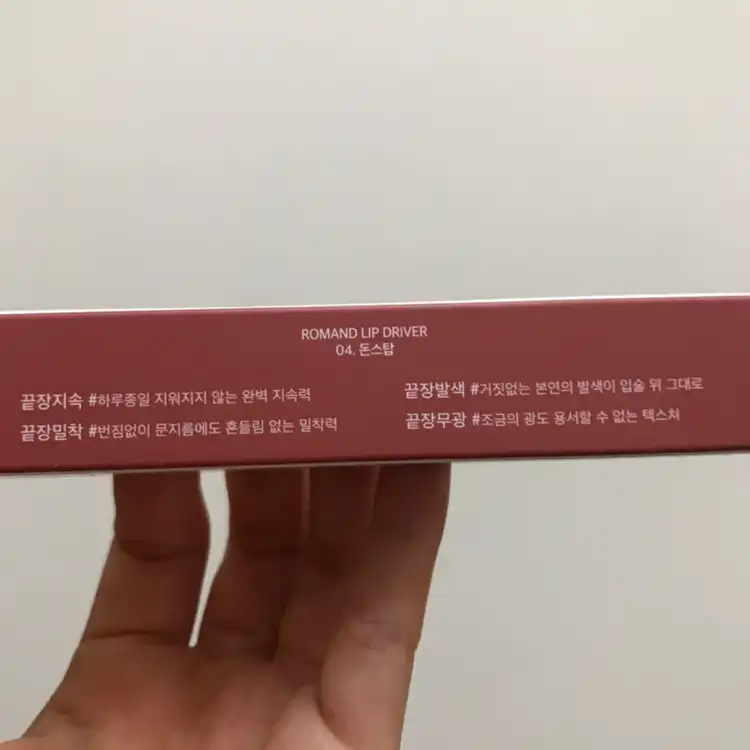 ROMAND LIP DRIVER
04. 돈스탑
끝장지속 #하루종일 지워지지 않는 완벽 지속력
끝장밀착 #번짐없이 문지름에도 흔들림 없는 밀착력
끝장발색 #거짓없는 본연의 발색이 입술 위 그대로
끝장무광 #조금의 광도 용서할 수 없는 텍스쳐